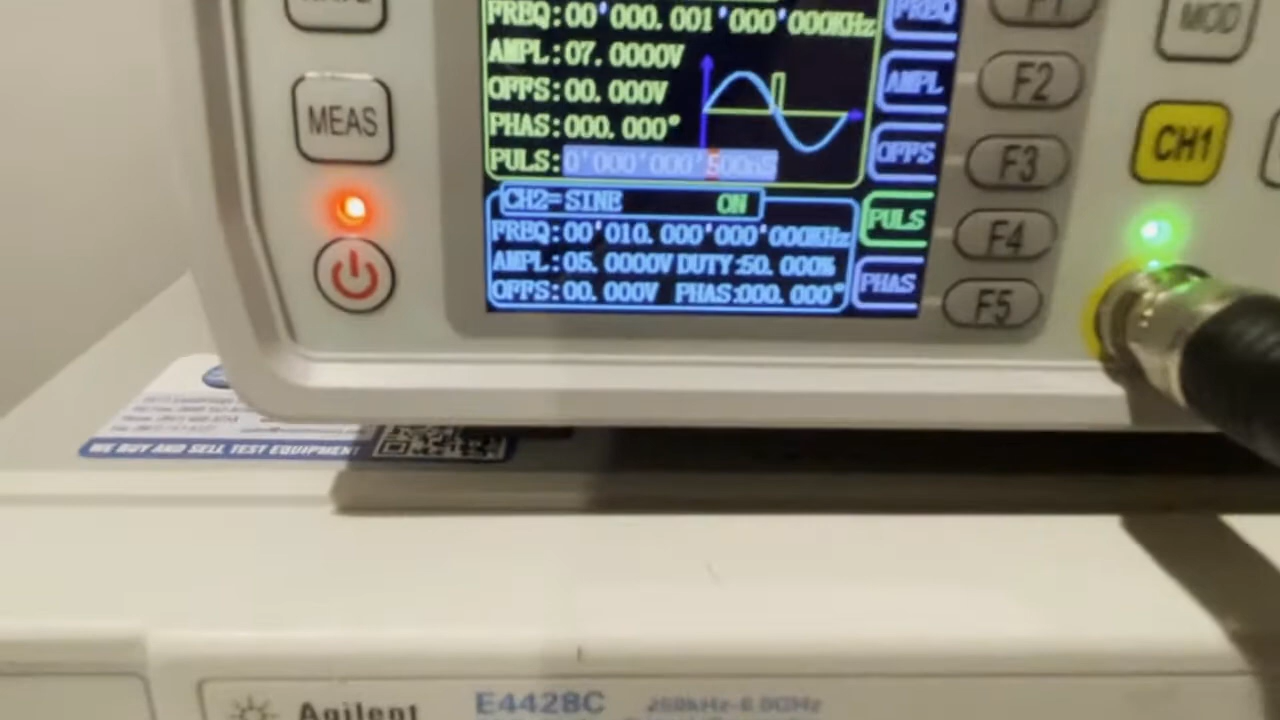 FREQ:00'000.001'000'000KHz
FREQ
F1
MOD
AMPL:07.0000V
AMPL
F2
MEAS
OFFS:00.000V
CH1
PHAS:000.000°
OFFS
F3
PULS:0'000'000'500nS
CH2=SINE ON
PULS
F4
FREQ:00'010.000'000'000KHz
AMPL:05.0000V DUTY:50.000%
PHAS
F5
OFFS:00.000V PHAS:000.000°
WE BUY AND SELL TEST EQUIPMENT
Agilent E4428C